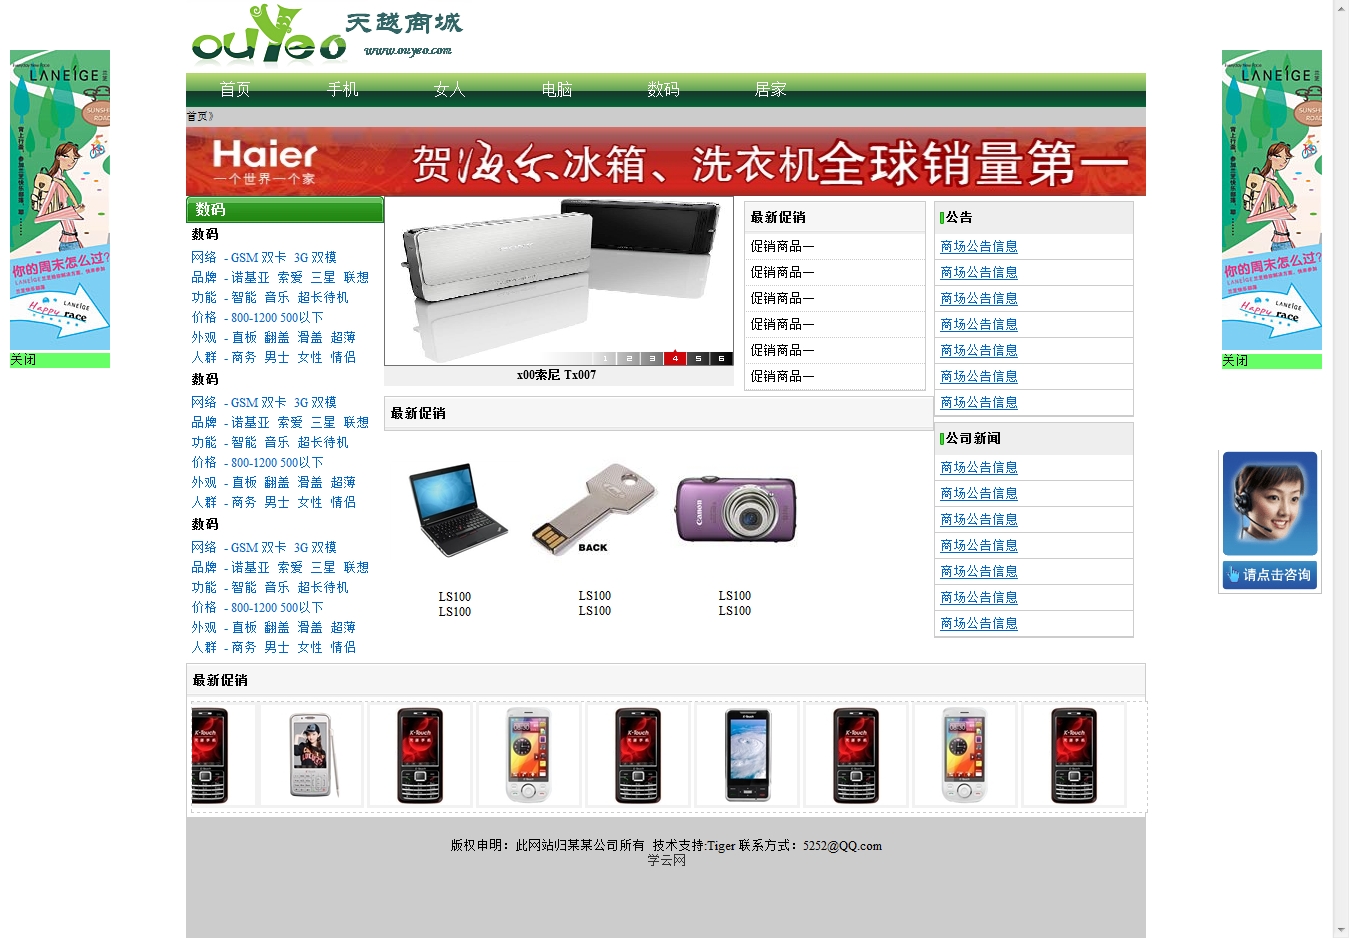 ouyeo 天越商城
www.ouyeo.com
首页 手机 女人 电脑 数码 居家
首页》
Haier
一个世界一个家
贺海尔冰箱、洗衣机全球销量第一
LANEIGE
SUNSHINE
ROAD
你的周末怎么过?
LANEIGE
Happy race
关闭
数码
数码
网络 - GSM 双卡 3G 双模
品牌 - 诺基亚 索爱 三星 联想
功能 - 智能 音乐 超长待机
价格 - 800-1200 500以下
外观 - 直板 翻盖 滑盖 超薄
人群 - 商务 男士 女性 情侣
数码
网络 - GSM 双卡 3G 双模
品牌 - 诺基亚 索爱 三星 联想
功能 - 智能 音乐 超长待机
价格 - 800-1200 500以下
外观 - 直板 翻盖 滑盖 超薄
人群 - 商务 男士 女性 情侣
数码
网络 - GSM 双卡 3G 双模
品牌 - 诺基亚 索爱 三星 联想
功能 - 智能 音乐 超长待机
价格 - 800-1200 500以下
外观 - 直板 翻盖 滑盖 超薄
人群 - 商务 男士 女性 情侣
1 2 3 4 5 6
x00索尼 Tx007
最新促销
促销商品一
促销商品一
促销商品一
促销商品一
促销商品一
促销商品一
公告
商场公告信息
商场公告信息
商场公告信息
商场公告信息
商场公告信息
商场公告信息
商场公告信息
最新促销
BACK
Canon
LS100 LS100 LS100
LS100 LS100 LS100
公司新闻
商场公告信息
商场公告信息
商场公告信息
商场公告信息
商场公告信息
商场公告信息
商场公告信息
LANEIGE
你的周末怎么过?
LANEIGE
Happy race
关闭
请点击咨询
最新促销
K-Touch K-Touch K-Touch K-Touch K-Touch
版权申明：此网站归某某公司所有 技术支持:Tiger 联系方式：5252@QQ.com
学云网